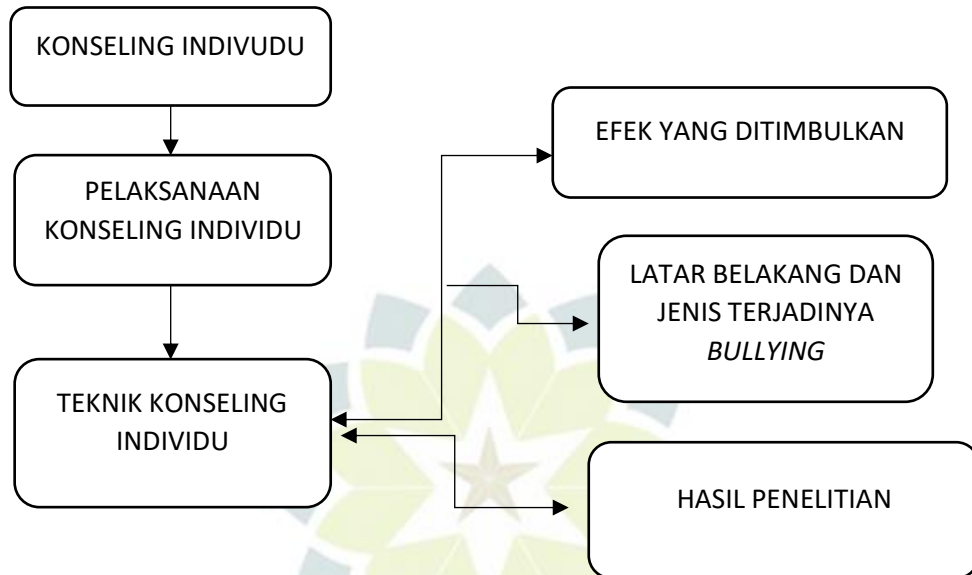 KONSELING INDIVUDU
PELAKSANAAN
KONSELING INDIVIDU
TEKNIK KONSELING
INDIVIDU
EFEK YANG DITIMBULKAN
LATAR BELAKANG DAN
JENIS TERJADINYA
BULLYING
HASIL PENELITIAN